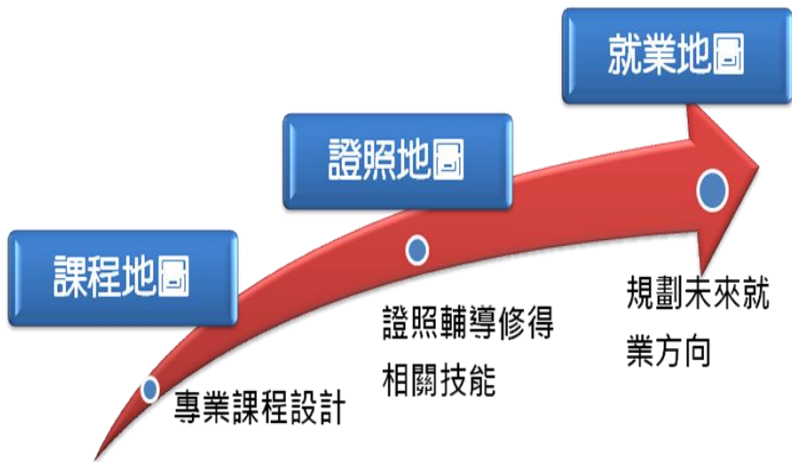 就業地圖
證照地圖
課程地圖
規劃未來就
業方向
證照輔導修得
相關技能
專業課程設計